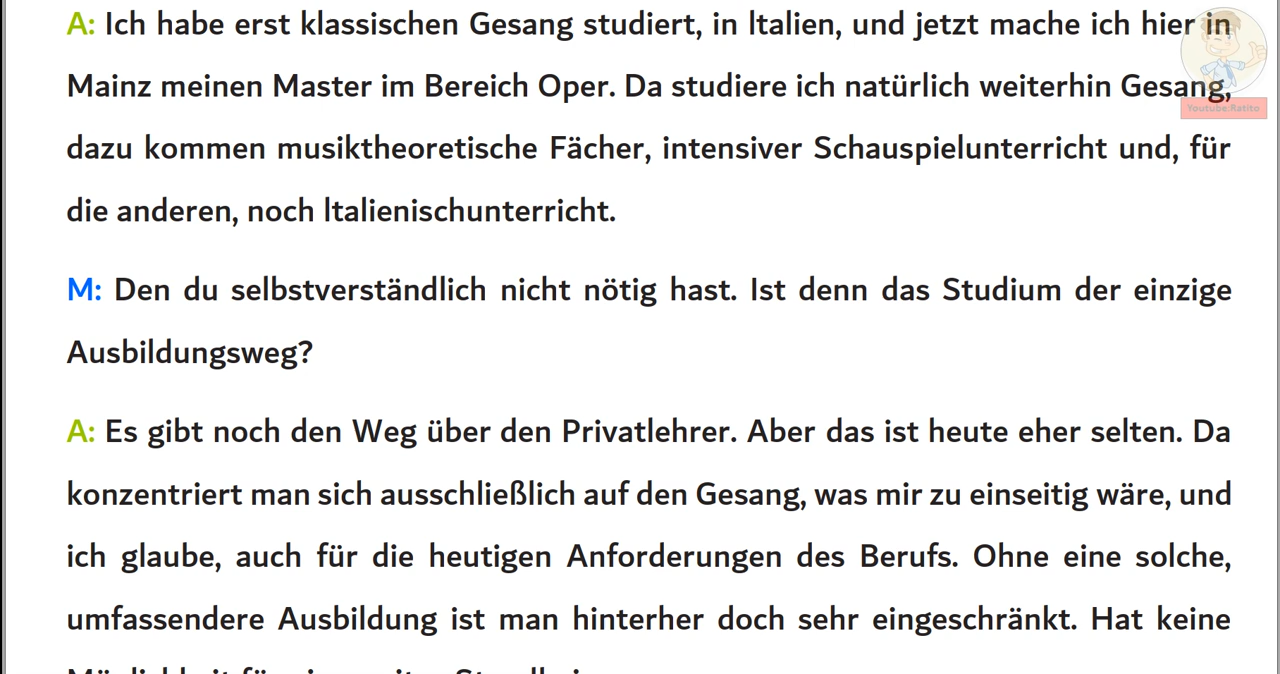 A: Ich habe erst klassischen Gesang studiert, in Italien, und jetzt mache ich hier in
Mainz meinen Master im Bereich Oper. Da studiere ich natürlich weiterhin Gesang,
dazu kommen musiktheoretische Fächer, intensiver Schauspielunterricht und, für
die anderen, noch Italienischunterricht.
M: Den du selbstverständlich nicht nötig hast. Ist denn das Studium der einzige
Ausbildungsweg?
A: Es gibt noch den Weg über den Privatlehrer. Aber das ist heute eher selten. Da
konzentriert man sich ausschließlich auf den Gesang, was mir zu einseitig wäre, und
ich glaube, auch für die heutigen Anforderungen des Berufs. Ohne eine solche,
umfassendere Ausbildung ist man hinterher doch sehr eingeschränkt. Hat keine
Youtube:Ratito